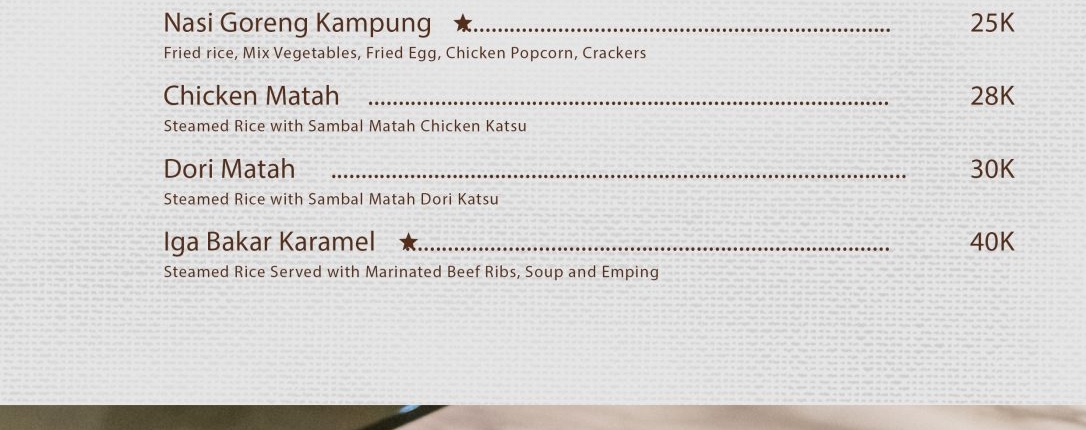 Nasi Goreng Kampung ★ 25K
Fried rice, Mix Vegetables, Fried Egg, Chicken Popcorn, Crackers
Chicken Matah 28K
Steamed Rice with Sambal Matah Chicken Katsu
Dori Matah 30K
Steamed Rice with Sambal Matah Dori Katsu
Iga Bakar Karamel ★ 40K
Steamed Rice Served with Marinated Beef Ribs, Soup and Emping